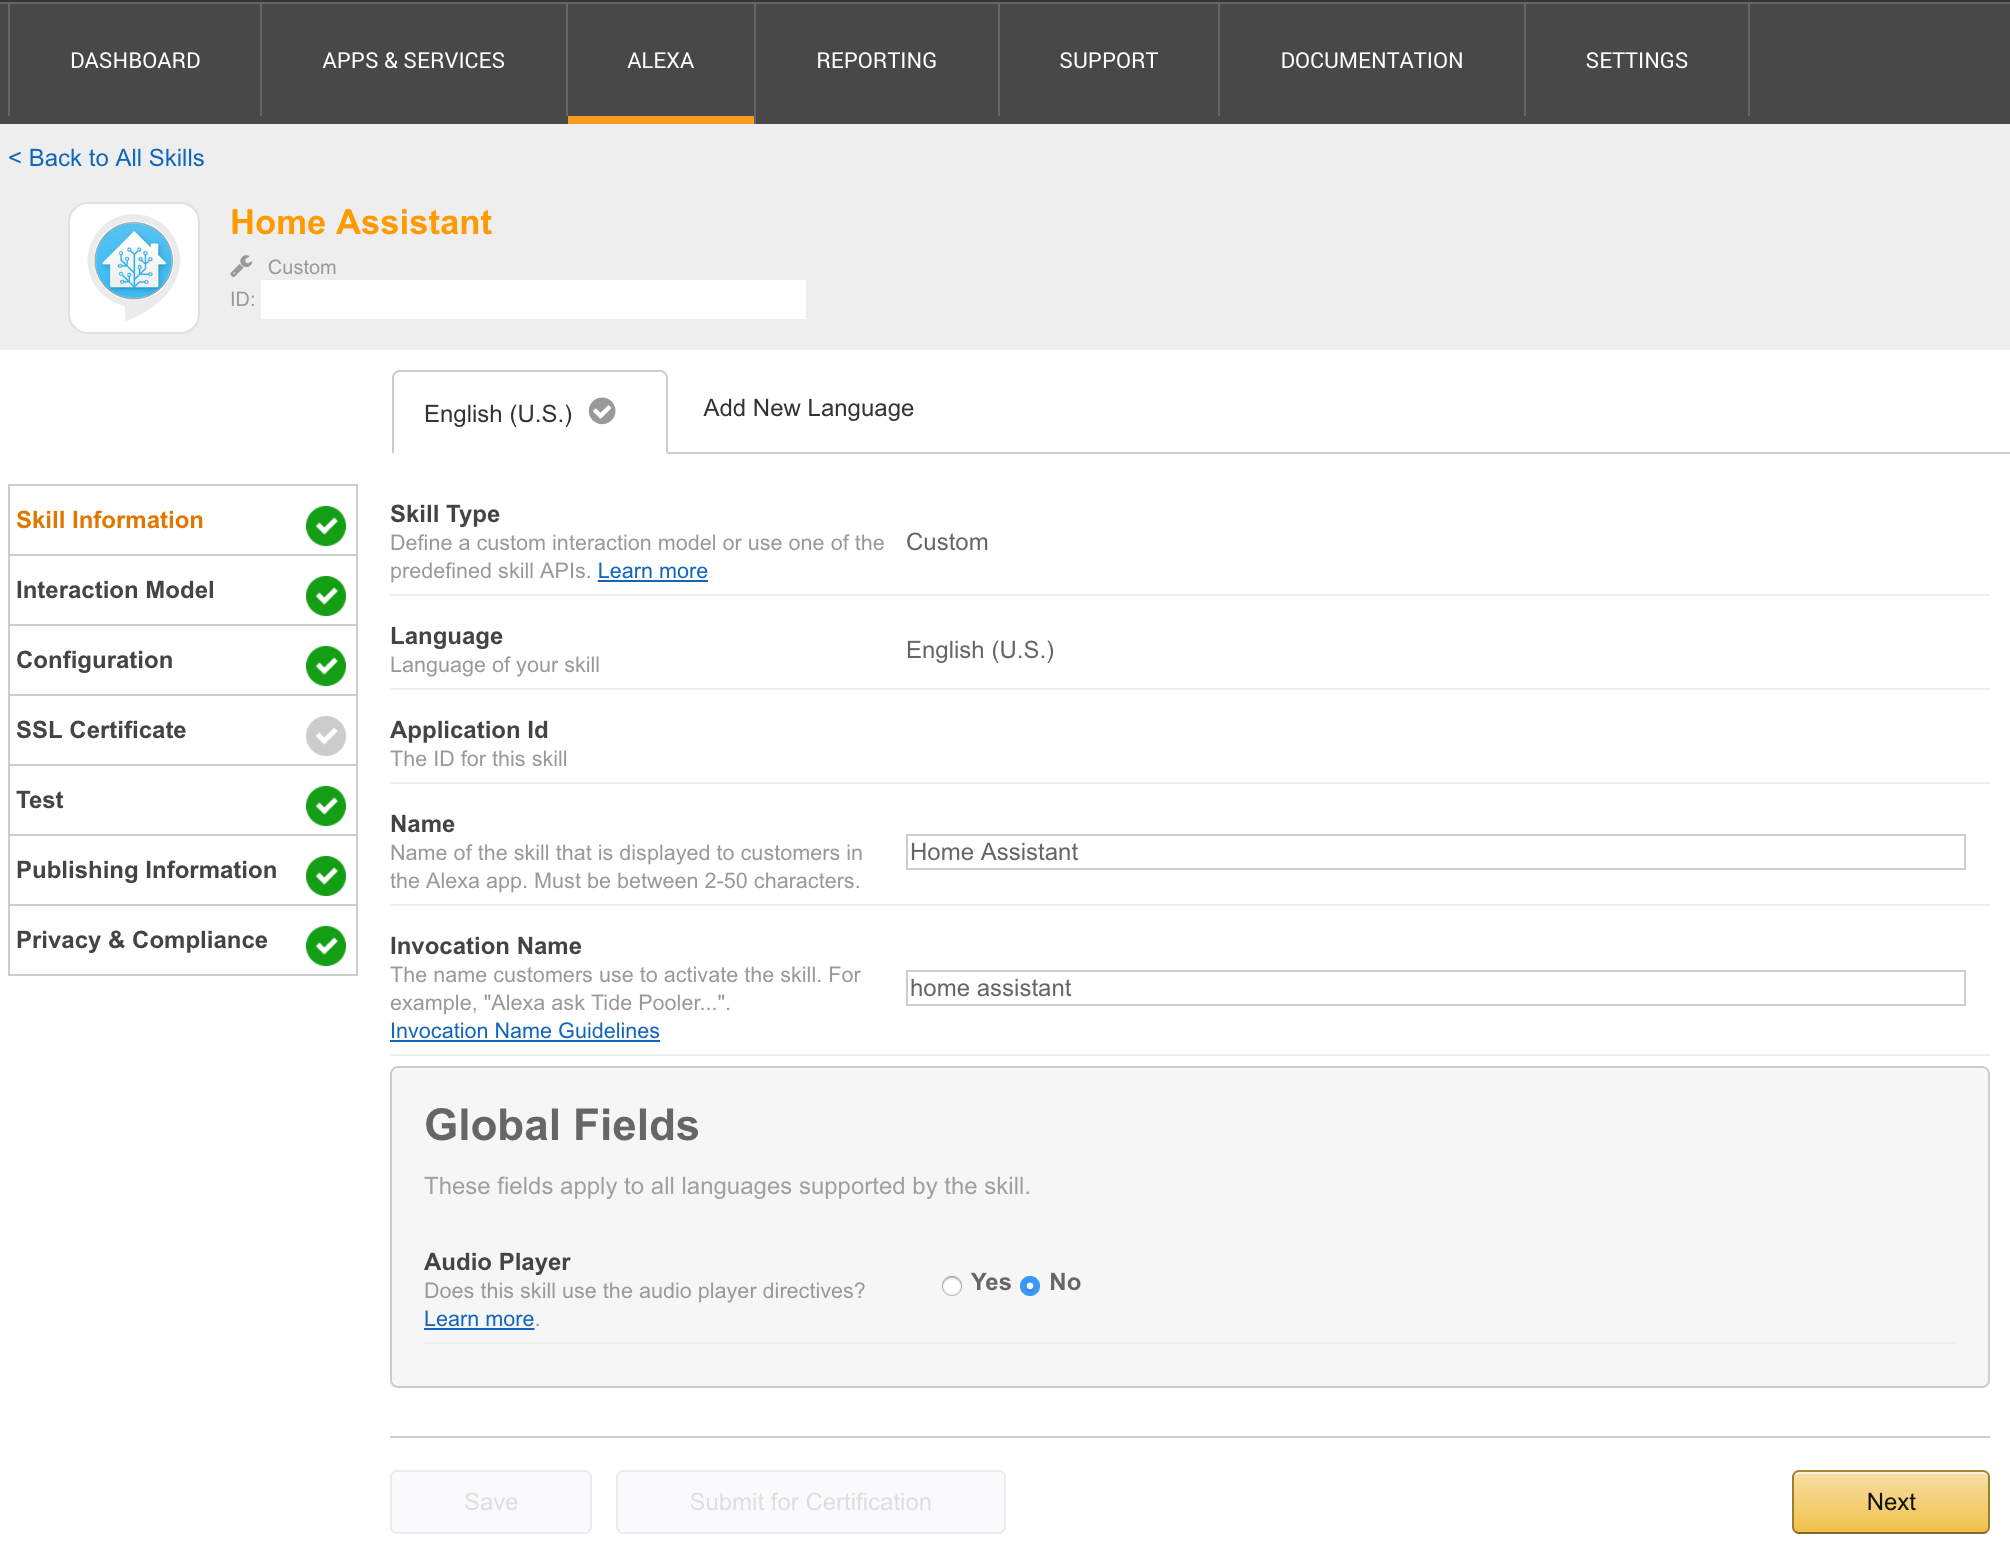 DASHBOARD
APPS & SERVICES
ALEXA
REPORTING
SUPPORT
DOCUMENTATION
SETTINGS
< Back to All Skills
Home Assistant
Custom
ID:
English (U.S.)
Add New Language
Skill Information
Interaction Model
Configuration
SSL Certificate
Test
Publishing Information
Privacy & Compliance
Skill Type
Define a custom interaction model or use one of the
predefined skill APIs. Learn more
Custom
Language
Language of your skill
English (U.S.)
Application Id
The ID for this skill
Name
Name of the skill that is displayed to customers in
the Alexa app. Must be between 2-50 characters.
Home Assistant
Invocation Name
The name customers use to activate the skill. For
example, "Alexa ask Tide Pooler...".
Invocation Name Guidelines
home assistant
Global Fields
These fields apply to all languages supported by the skill.
Audio Player
Does this skill use the audio player directives?
Learn more.
Yes
No
Save
Submit for Certification
Next